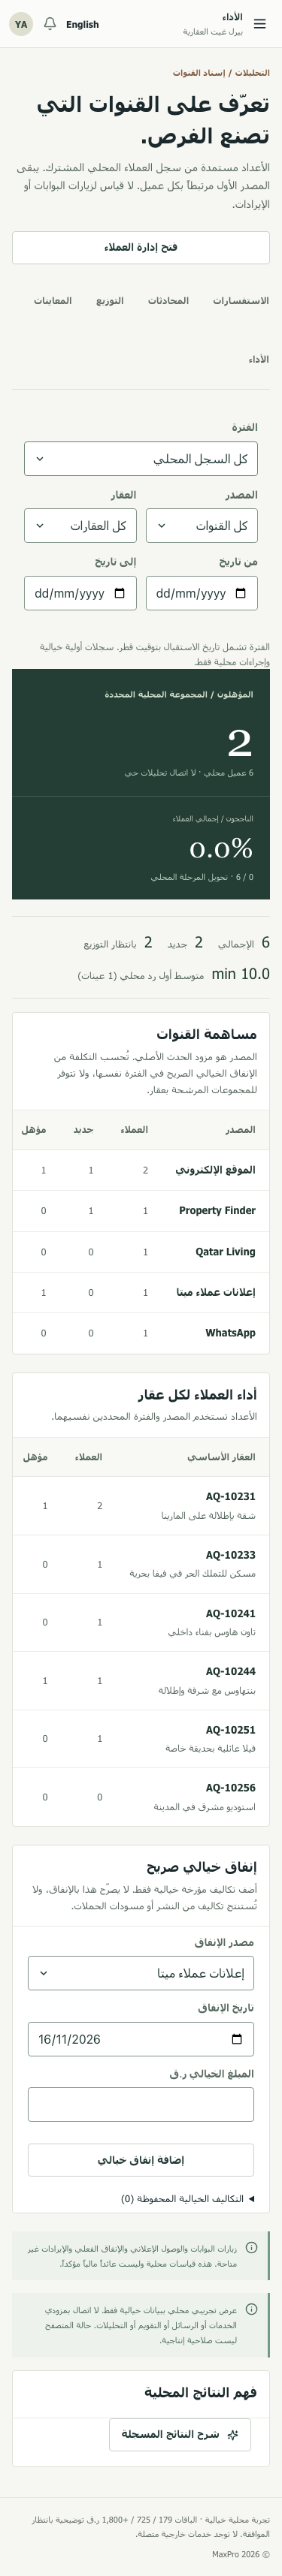 الأداء
بيرل غيت العقارية
English
YA
التحليلات / إسناد القنوات
تعرّف على القنوات التي
تصنع الفرص.
الأعداد مستمدة من سجل العملاء المحلي المشترك. يبقى
المصدر الأول مرتبطاً بكل عميل. لا قياس لزيارات البوابات أو
الإيرادات.
فتح إدارة العملاء
الاستفسارات المحادثات التوزيع المعاينات
الأداء
الفترة
كل السجل المحلي
المصدر العقار
كل القنوات كل العقارات
من تاريخ إلى تاريخ
dd/mm/yyyy dd/mm/yyyy
الفترة تشمل تاريخ الاستقبال بتوقيت قطر. سجلات أولية خيالية
وإجراءات محلية فقط.
المؤهلون / المجموعة المحلية المحددة
2
6 عميل محلي · لا اتصال تحليلات حي
الناجحون / إجمالي العملاء
0.0%
0 / 6 · تحويل المرحلة المحلي
6 الإجمالي 2 جديد 2 بانتظار التوزيع
10.0 min متوسط أول رد محلي (1 عينات)
مساهمة القنوات
المصدر هو مزود الحدث الأصلي. تُحسب التكلفة من
الإنفاق الخيالي الصريح في الفترة نفسها، ولا تتوفر
للمجموعات المرشحة بعقار.
المصدر العملاء جديد مؤهل
الموقع الإلكتروني 2 1 1
Property Finder 1 1 0
Qatar Living 1 0 0
إعلانات عملاء ميتا 1 0 1
WhatsApp 1 0 0
أداء العملاء لكل عقار
الأعداد تستخدم المصدر والفترة المحددين نفسيهما.
العقار الأساسي العملاء مؤهل
AQ-10231
شقة بإطلالة على المارينا 2 1
AQ-10233
مسكن للتملك الحر في فيفا بحرية 1 0
AQ-10241
تاون هاوس بفناء داخلي 1 0
AQ-10244
بنتهاوس مع شرفة وإطلالة 1 1
AQ-10251
فيلا عائلية بحديقة خاصة 1 0
AQ-10256
استوديو مشرق في المدينة 0 0
إنفاق خيالي صريح
أضف تكاليف مؤرخة خيالية فقط. لا يصرّح هذا بالإنفاق، ولا
تُستنتج تكاليف من النشر أو مسودات الحملات.
مصدر الإنفاق
إعلانات عملاء ميتا
تاريخ الإنفاق
16/11/2026
المبلغ الخيالي ر.ق
إضافة إنفاق خيالي
التكاليف الخيالية المحفوظة (0)
زيارات البوابات والوصول الإعلاني والإنفاق الفعلي والإيرادات غير
متاحة. هذه قياسات محلية وليست عائداً مالياً مؤكداً.
عرض تجريبي محلي ببيانات خيالية فقط. لا اتصال بمزودي
الخدمات أو الرسائل أو التقويم أو التحليلات. حالة المتصفح
ليست صلاحية إنتاجية.
فهم النتائج المحلية
شرح النتائج المسجلة
تجربة محلية خيالية · الباقات 179 / 725 / +1,800 ر.ق توضيحية بانتظار
الموافقة. لا توجد خدمات خارجية متصلة.
© 2026 MaxPro